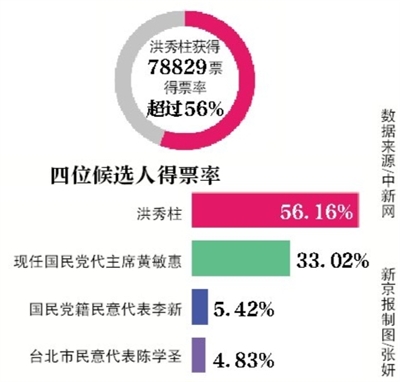 洪秀柱获得
78829票
得票率
超过56%
四位候选人得票率
洪秀柱
56.16%
现任国民党代主席黄敏惠
33.02%
国民党籍民意代表李新
5.42%
台北市民意代表陈学圣
4.83%
数据来源/中新网
新京报制图/张妍